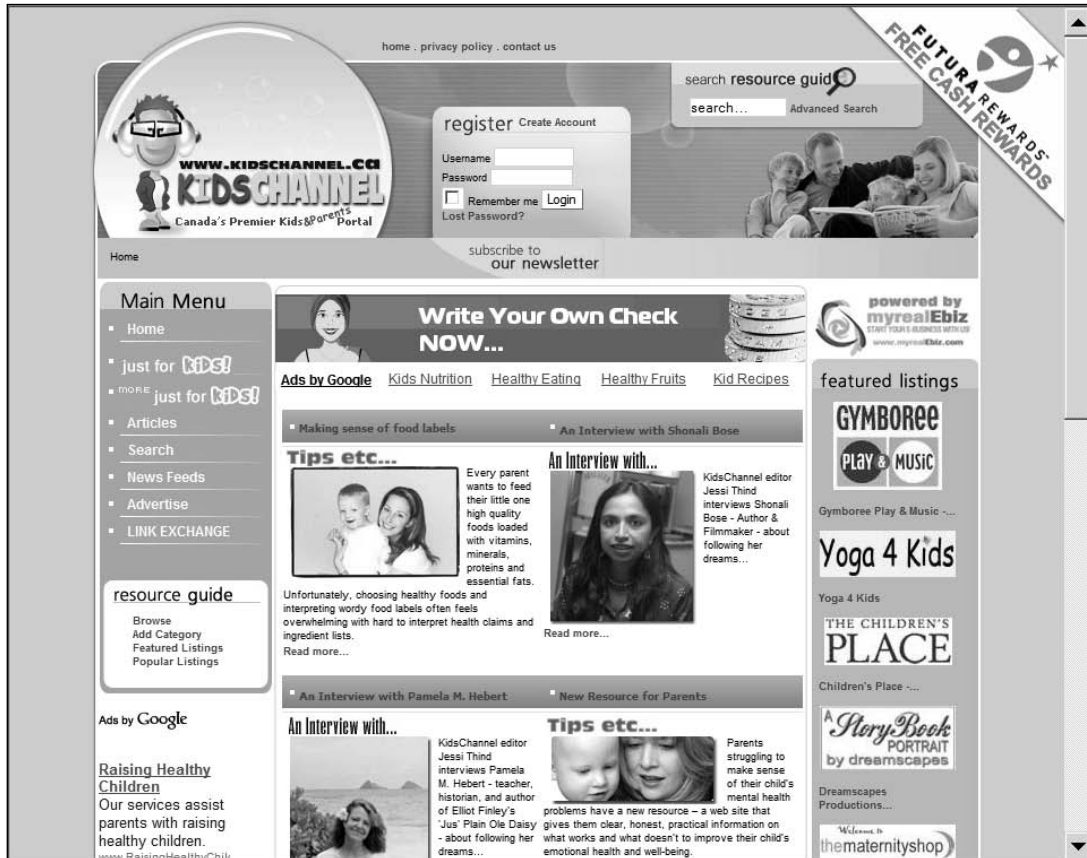 home . privacy policy . contact us
FUTURA REWARDS™
FREE CASH REWARDS
www.KIDSCHANNEL.ca
KIDSCHANNEL
Canada's Premier Kids & Parents Portal
register Create Account
Username
Password
Remember me Login
Lost Password?
search resource guid
search... Advanced Search
Home
subscribe to
our newsletter
Main Menu
Home
just for KiDS!
MORE just for KiDS!
Articles
Search
News Feeds
Advertise
LINK EXCHANGE
resource guide
Browse
Add Category
Featured Listings
Popular Listings
Ads by Google
Raising Healthy
Children
Our services assist
parents with raising
healthy children.
www.RaisingHealthyChil
Write Your Own Check
NOW...
Ads by Google Kids Nutrition Healthy Eating Healthy Fruits Kid Recipes
Making sense of food labels
Tips etc...
Every parent
wants to feed
their little one
high quality
foods loaded
with vitamins,
minerals,
proteins and
essential fats.
Unfortunately, choosing healthy foods and
interpreting wordy food labels often feels
overwhelming with hard to interpret health claims and
ingredient lists.
Read more...
An Interview with Shonali Bose
An Interview with...
KidsChannel editor
Jessi Thind
interviews Shonali
Bose - Author &
Filmmaker - about
following her
dreams...
Read more...
An Interview with Pamela M. Hebert
An Interview with...
KidsChannel editor
Jessi Thind
interviews Pamela
M. Hebert - teacher,
historian, and author
of Elliot Finley's
'Jus' Plain Ole Daisy
- about following her
dreams...
New Resource for Parents
Tips etc...
Parents
struggling to
make sense
of their child's
mental health
problems have a new resource – a web site that
gives them clear, honest, practical information on
what works and what doesn't to improve their child's
emotional health and well-being.
powered by
myrealEbiz
START YOUR E-BUSINESS WITH US!
www.myrealEbiz.com
featured listings
GYMBOREE
PLAY & MUSIC
Gymboree Play & Music -...
Yoga 4 Kids
Yoga 4 Kids
THE CHILDREN'S
PLACE
Children's Place -...
A StoryBook
PORTRAIT
by dreamscapes
Dreamscapes
Productions...
Welcome to
thematernityshop